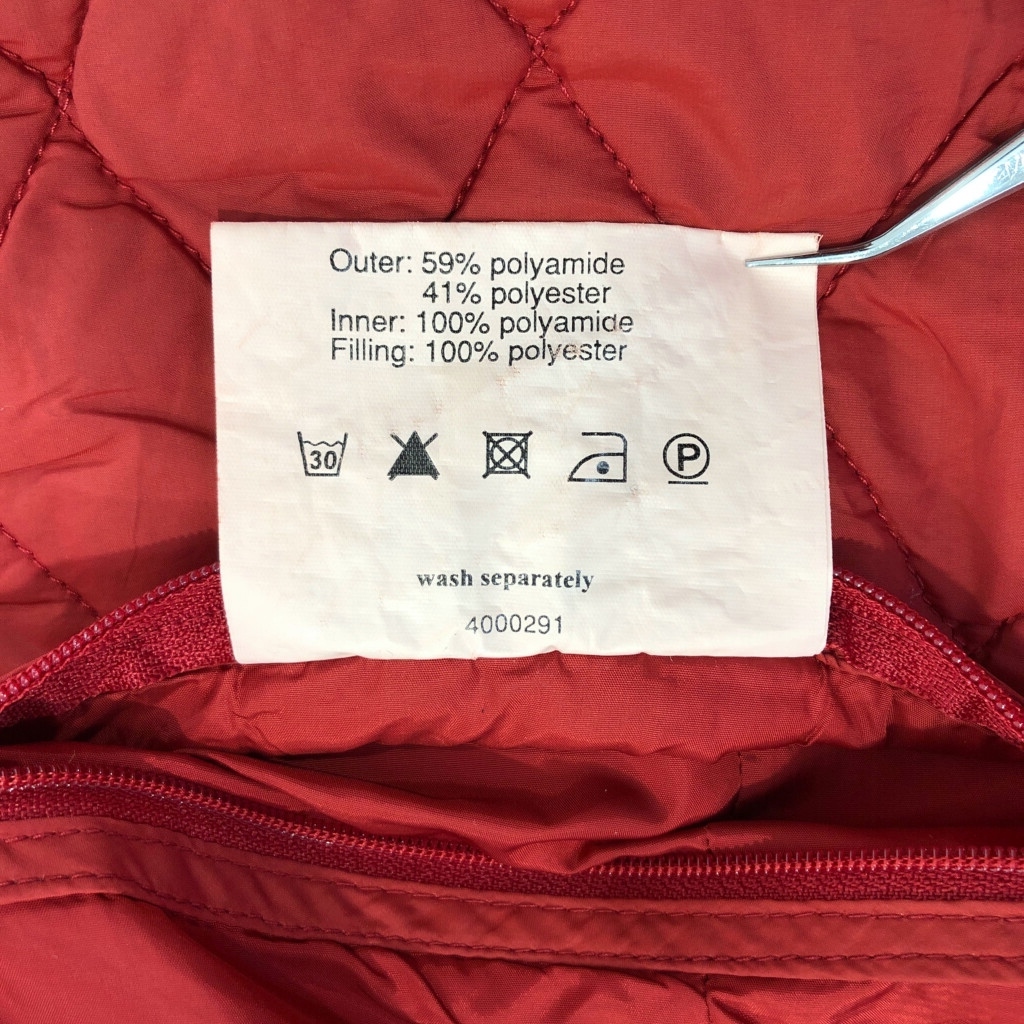 Outer: 59% polyamide
41% polyester
Inner: 100% polyamide
Filling: 100% polyester
30
P
wash separately
4000291